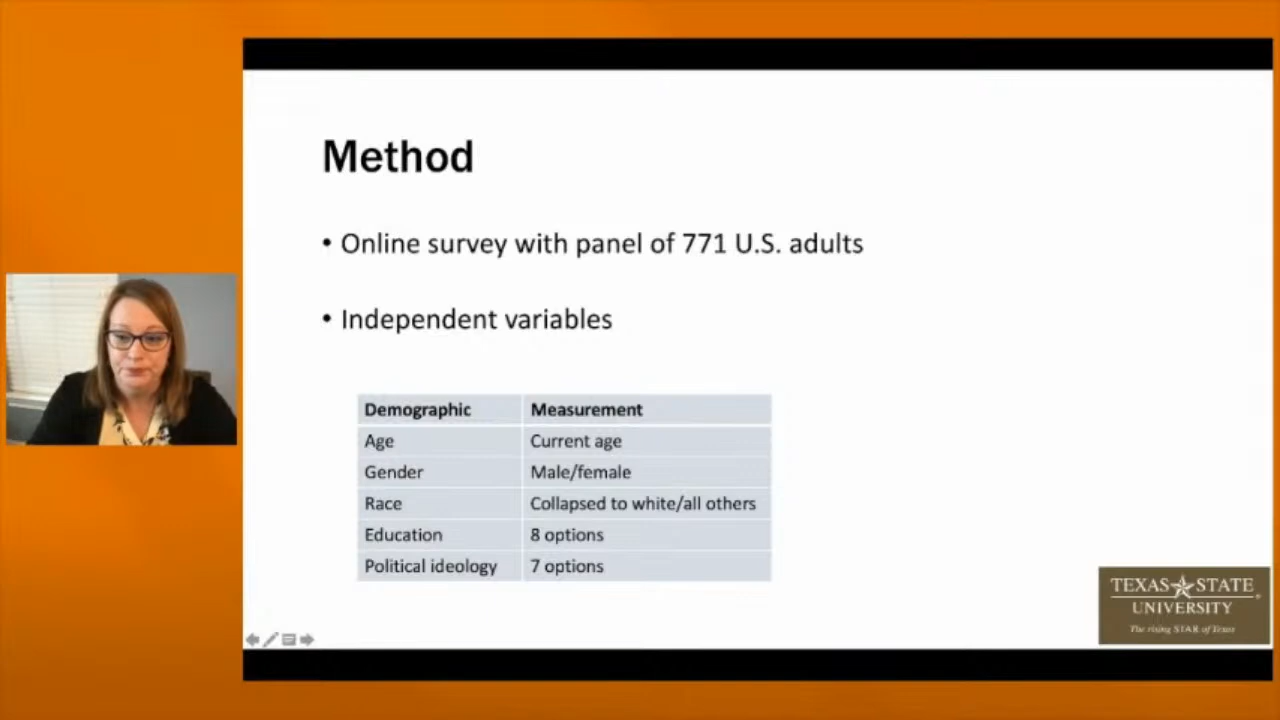 Method
• Online survey with panel of 771 U.S. adults
• Independent variables
Demographic Measurement
Age Current age
Gender Male/female
Race Collapsed to white/all others
Education 8 options
Political ideology 7 options
TEXAS STATE
UNIVERSITY
The rising STAR of Texas